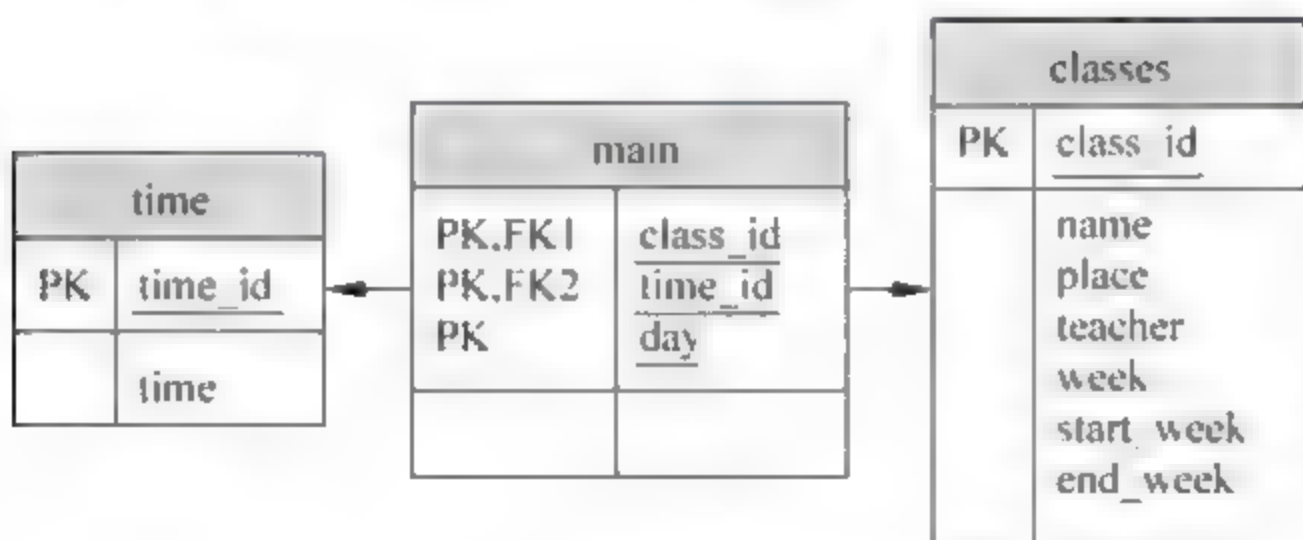 time
PK time_id
time
main
PK,FK1 class_id
PK,FK2 time_id
PK day
classes
PK class_id
name
place
teacher
week
start_week
end_week